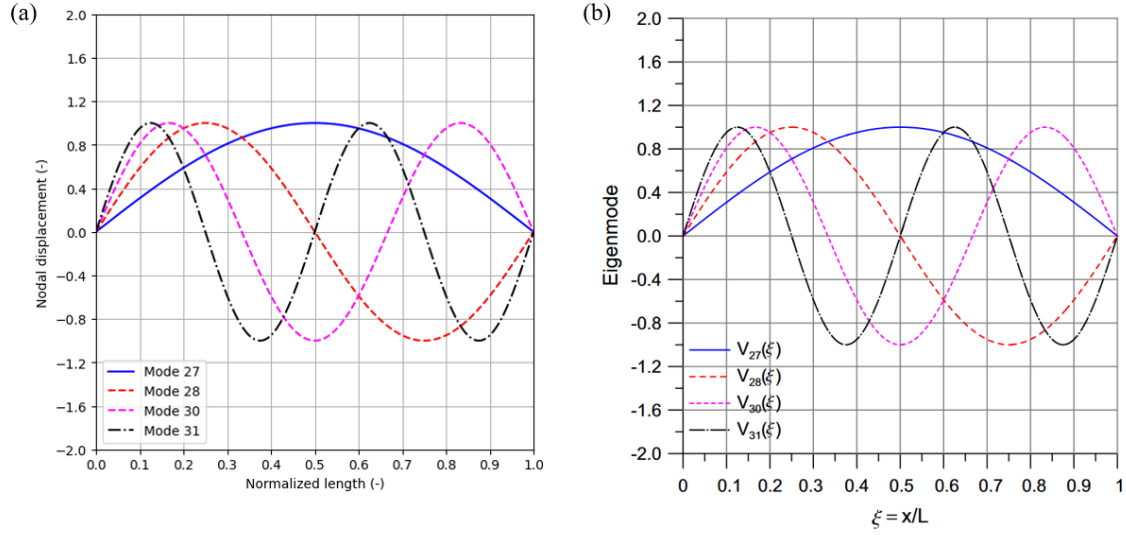 (a)
2.0
1.6
1.2
0.8
0.4
0.0
−0.4
−0.8
−1.2
−1.6
−2.0
Nodal displacement (-)
Mode 27
Mode 28
Mode 30
Mode 31
0.0 0.1 0.2 0.3 0.4 0.5 0.6 0.7 0.8 0.9 1.0
Normalized length (-)
(b)
2.0
1.6
1.2
0.8
0.4
0.0
-0.4
-0.8
-1.2
-1.6
-2.0
Eigenmode
V₂₇(ξ)
V₂₈(ξ)
V₃₀(ξ)
V₃₁(ξ)
0 0.1 0.2 0.3 0.4 0.5 0.6 0.7 0.8 0.9 1
ξ = x/L